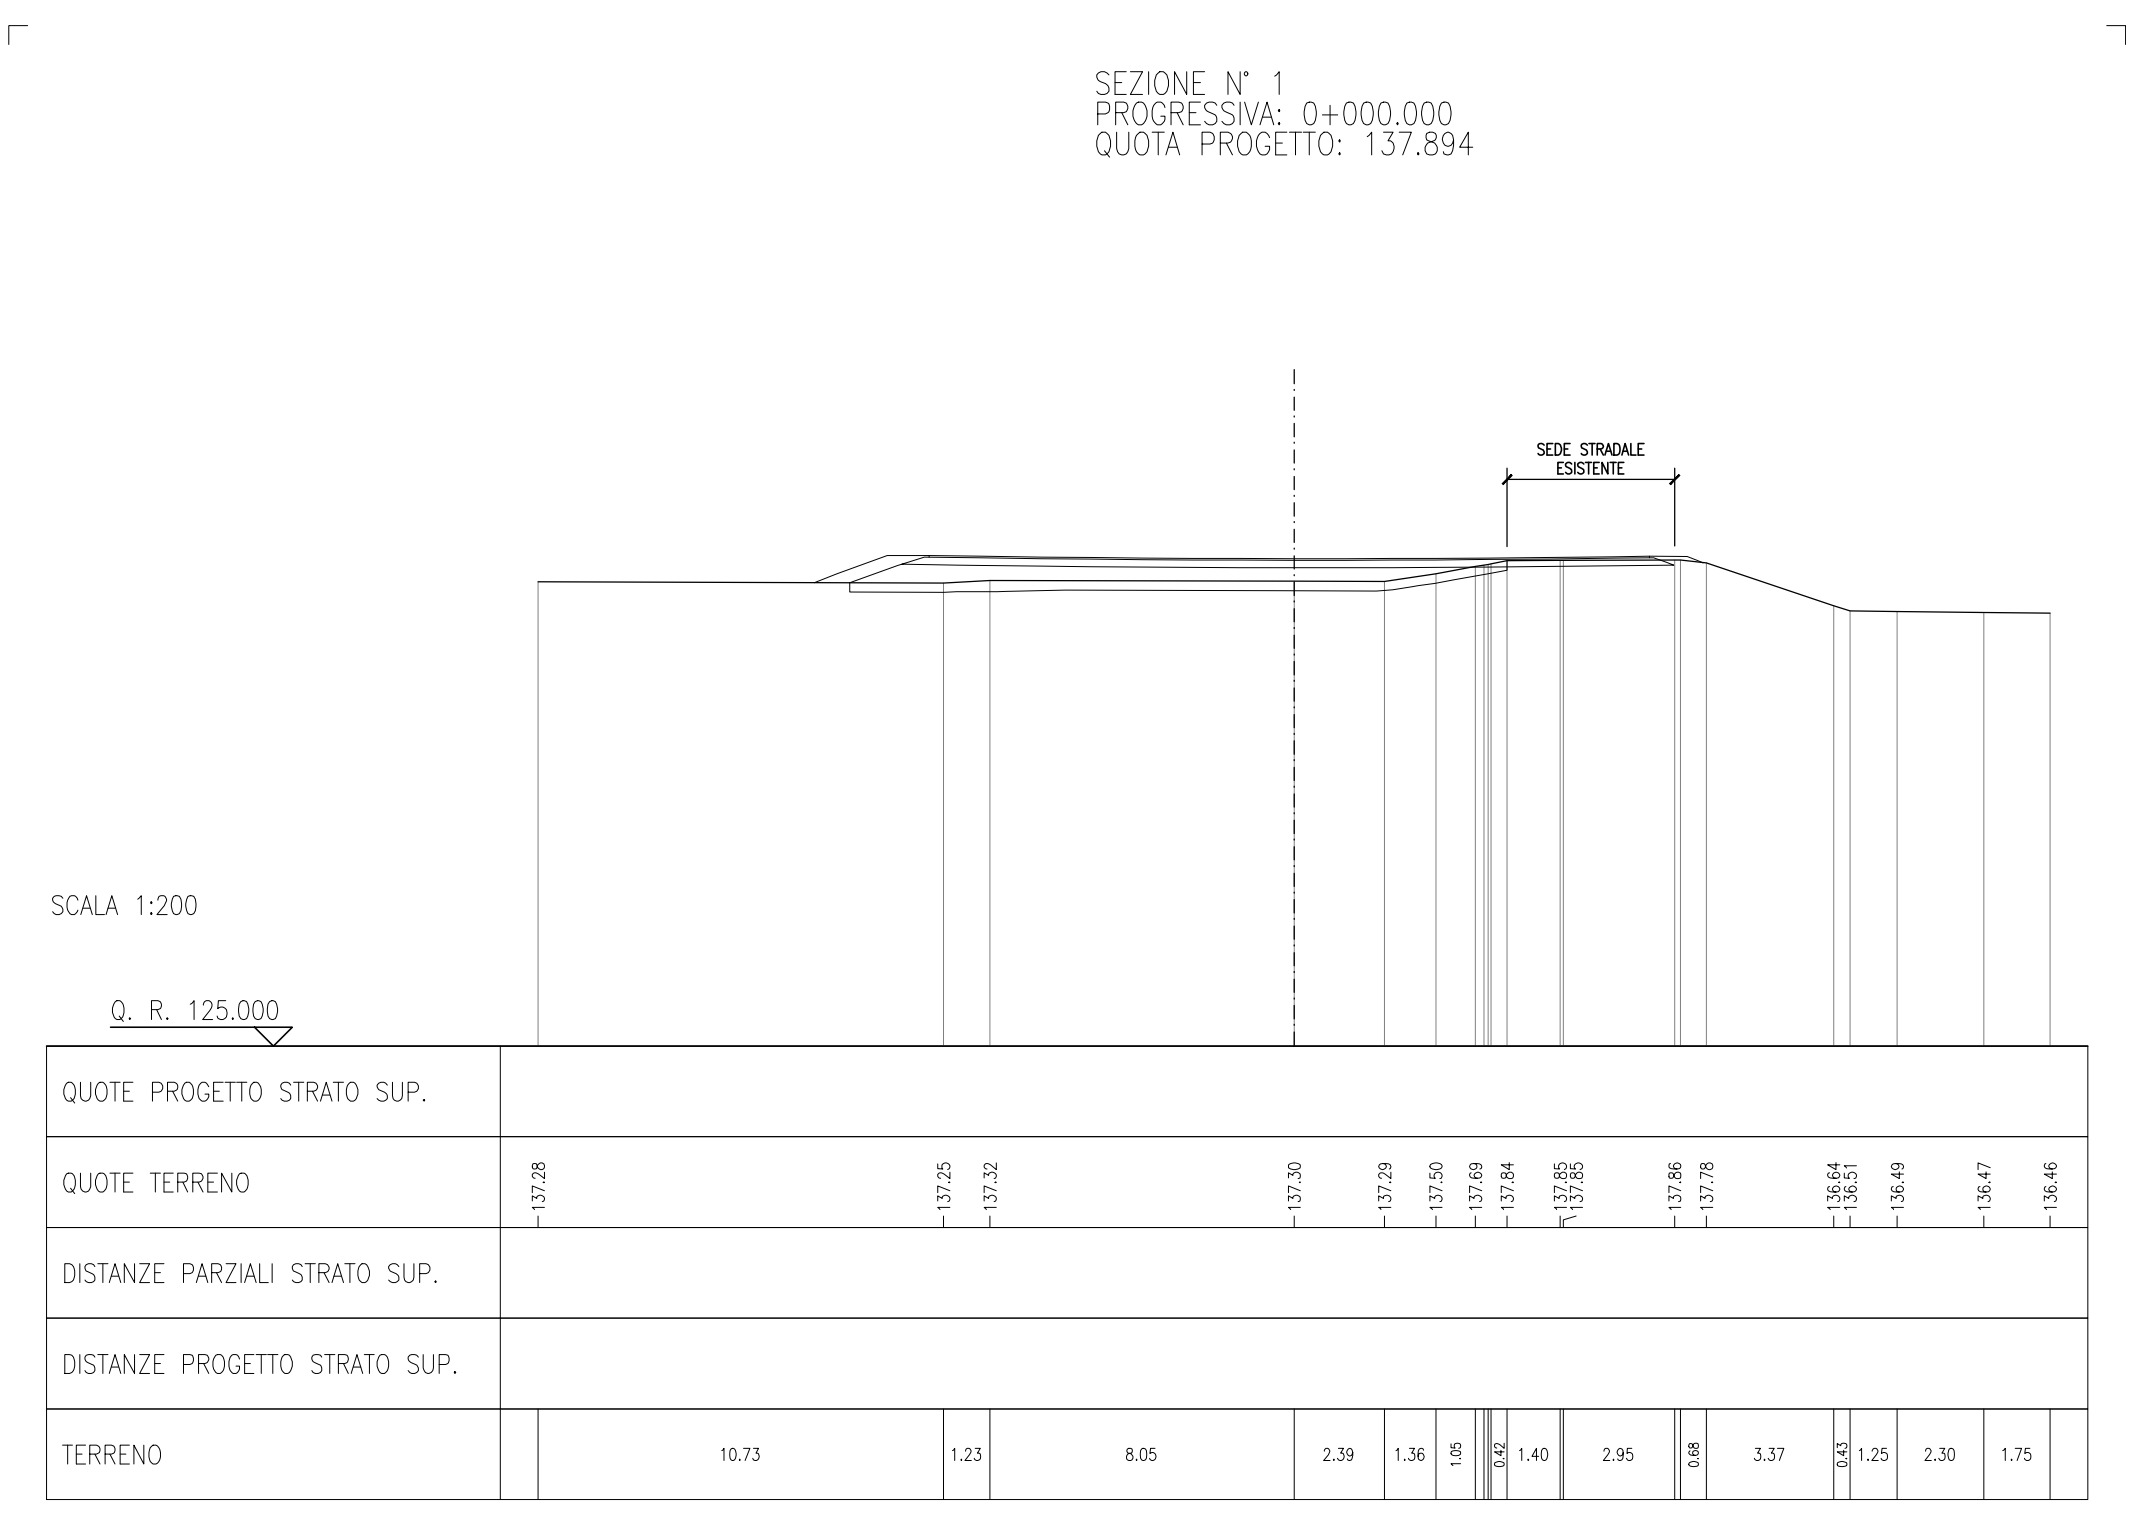 SEZIONE N° 1
PROGRESSIVA: 0+000.000
QUOTA PROGETTO: 137.894
SEDE STRADALE
ESISTENTE
SCALA 1:200
Q. R. 125.000
QUOTE PROGETTO STRATO SUP.
QUOTE TERRENO 137.28 137.25 137.32 137.30 137.29 137.50 137.69 137.84 137.85 137.85 137.86 137.78 136.64 136.51 136.49 136.47 136.46
DISTANZE PARZIALI STRATO SUP.
DISTANZE PROGETTO STRATO SUP.
TERRENO 10.73 1.23 8.05 2.39 1.36 1.05 0.42 1.40 2.95 0.68 3.37 0.43 1.25 2.30 1.75